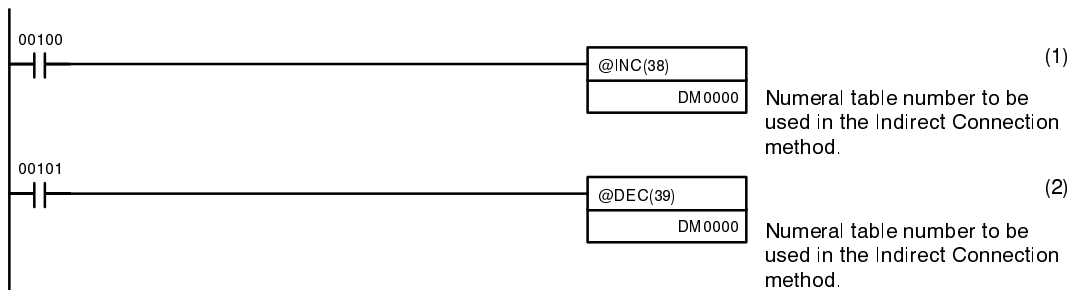 00100
@INC(38)
(1)
DM0000
Numeral table number to be
used in the Indirect Connection
method.
00101
@DEC(39)
(2)
DM0000
Numeral table number to be
used in the Indirect Connection
method.